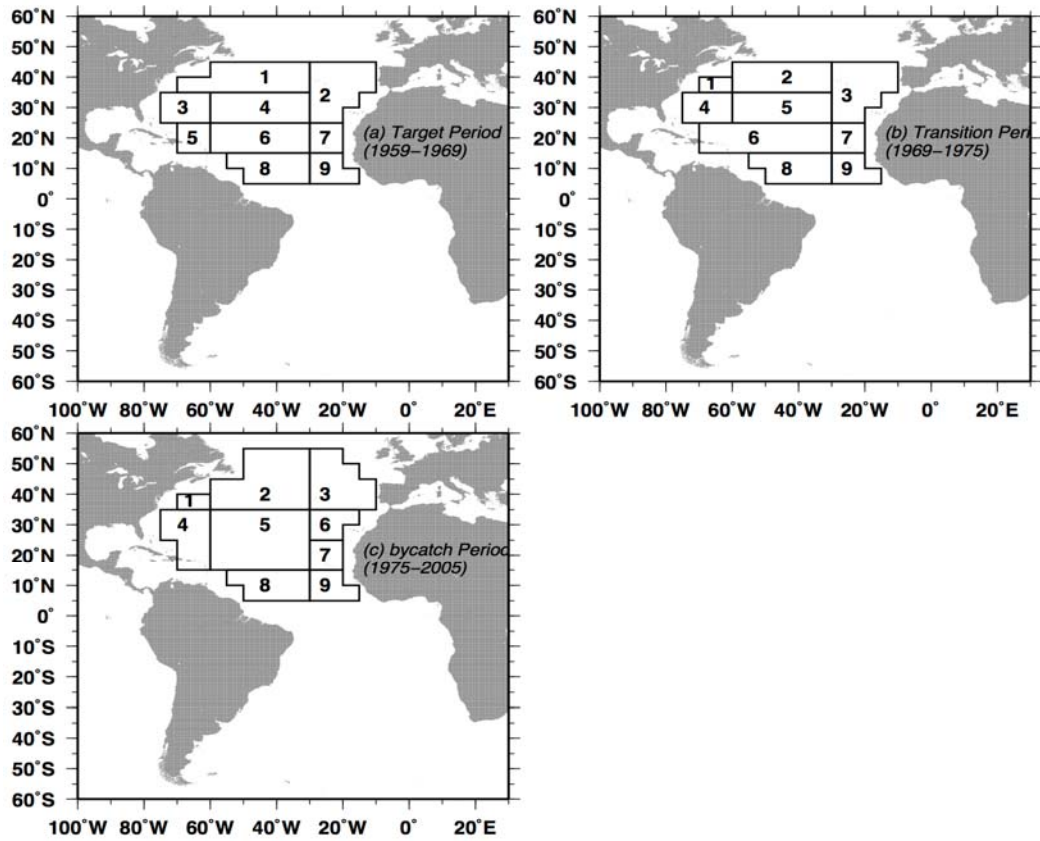 60˚N
50˚N
40˚N
30˚N
20˚N
10˚N
0˚
10˚S
20˚S
30˚S
40˚S
50˚S
60˚S
1
2
3
4
5
6
7
8
9
(a) Target Period
(1959–1969)
100˚W 80˚W 60˚W 40˚W 20˚W 0˚ 20˚E
60˚N
50˚N
40˚N
30˚N
20˚N
10˚N
0˚
10˚S
20˚S
30˚S
40˚S
50˚S
60˚S
1
2
3
4
5
6
7
8
9
(b) Transition Peri
(1969–1975)
100˚W 80˚W 60˚W 40˚W 20˚W 0˚ 20˚E
60˚N
50˚N
40˚N
30˚N
20˚N
10˚N
0˚
10˚S
20˚S
30˚S
40˚S
50˚S
60˚S
1
2
3
4
5
6
7
8
9
(c) bycatch Period
(1975–2005)
100˚W 80˚W 60˚W 40˚W 20˚W 0˚ 20˚E